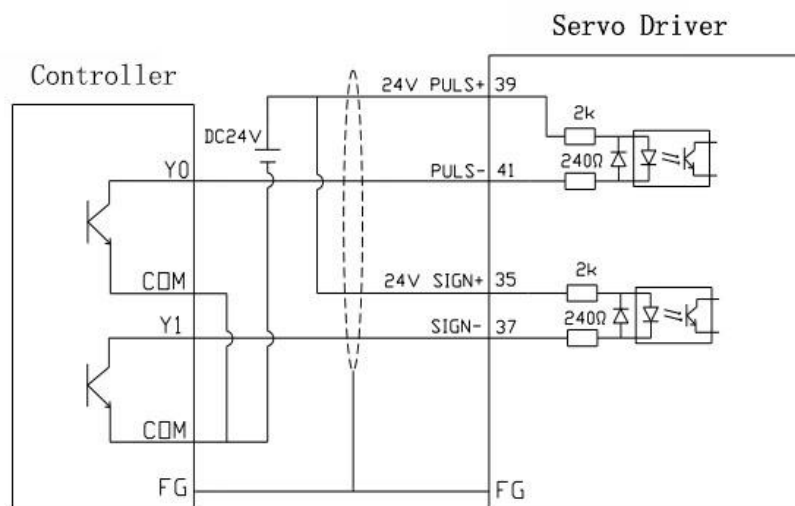 Servo Driver
Controller
24V PULS+ 39
2k
DC24V
240Ω
Y0
PULS- 41
COM
24V SIGN+ 35
2k
Y1
SIGN- 37
240Ω
COM
FG
FG